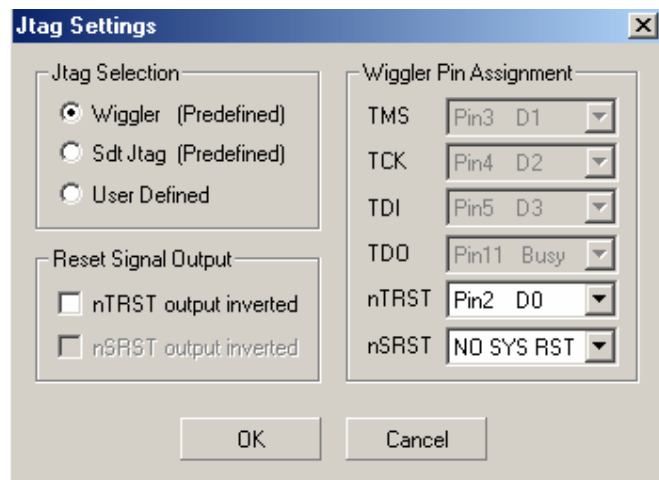 Jtag Settings
Jtag Selection
Wiggler (Predefined)
Sdt Jtag (Predefined)
User Defined
Reset Signal Output
nTRST output inverted
nSRST output inverted
Wiggler Pin Assignment
TMS Pin3 D1
TCK Pin4 D2
TDI Pin5 D3
TDO Pin11 Busy
nTRST Pin2 D0
nSRST NO SYS RST
OK Cancel